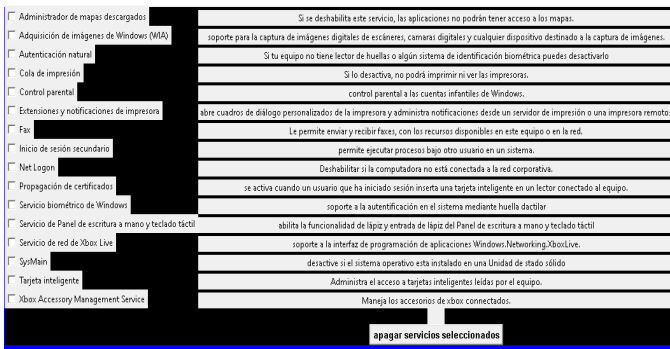 Administrador de mapas descargados Si se deshabilita este servicio, las aplicaciones no podrán tener acceso a los mapas.
Adquisición de imágenes de Windows (WIA) soporte para la captura de imágenes digitales de escáneres, camaras digitales y cualquier dispositivo destinado a la captura de imágenes.
Autenticación natural Si tu equipo no tiene lector de huellas o algún sistema de identificación biométrica puedes desactivarlo
Cola de impresión Si lo desactiva, no podrá imprimir ni ver las impresoras.
Control parental control parental a las cuentas infantiles de Windows.
Extensiones y notificaciones de impresora abre cuadros de diálogo personalizados de la impresora y administra notificaciones desde un servidor de impresión o una impresora remotos
Fax Le permite enviar y recibir faxes, con los recursos disponibles en este equipo o en la red.
Inicio de sesión secundario permite ejecutar procesos bajo otro usuario en un sistema.
Net Logon Deshabilitar si la computadora no está conectada a la red corporativa.
Propagación de certificados se activa cuando un usuario que ha iniciado sesión inserta una tarjeta inteligente en un lector conectado al equipo.
Servicio biométrico de Windows soporte a la autentificación en el sistema mediante huella dactilar
Servicio de Panel de escritura a mano y teclado táctil abilita la funcionalidad de lápiz y entrada de lápiz del Panel de escritura a mano y teclado táctil
Servicio de red de Xbox Live soporte a la interfaz de programación de aplicaciones Windows.Networking.XboxLive.
SysMain desactive si el sistema operativo esta instalado en una Unidad de stado sólido
Tarjeta inteligente Administra el acceso a tarjetas inteligentes leídas por el equipo.
Xbox Accessory Management Service Maneja los accesorios de xbox connectados.
apagar servicios seleccionados